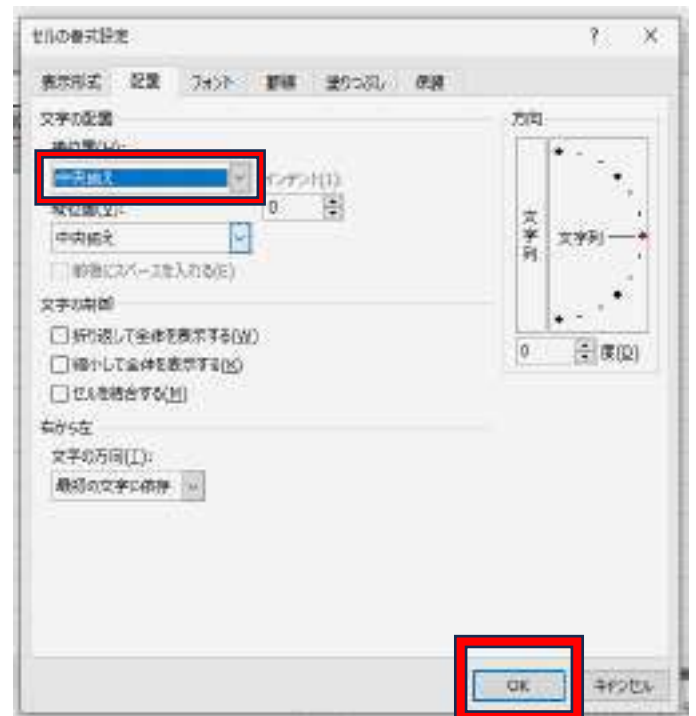 セルの書式設定 ? ×
表示形式 配置 フォント 罫線 塗りつぶし 保護
文字の配置
横位置(H):
中央揃え
インデント(I):
縦位置(V): 0
中央揃え
前後にスペースを入れる(E)
文字の制御
折り返して全体を表示する(W)
縮小して全体を表示する(K)
セルを結合する(M)
右から左
文字の方向(T):
最初の文字に依存
方向
文字列
文字列
0 度(D)
OK キャンセル